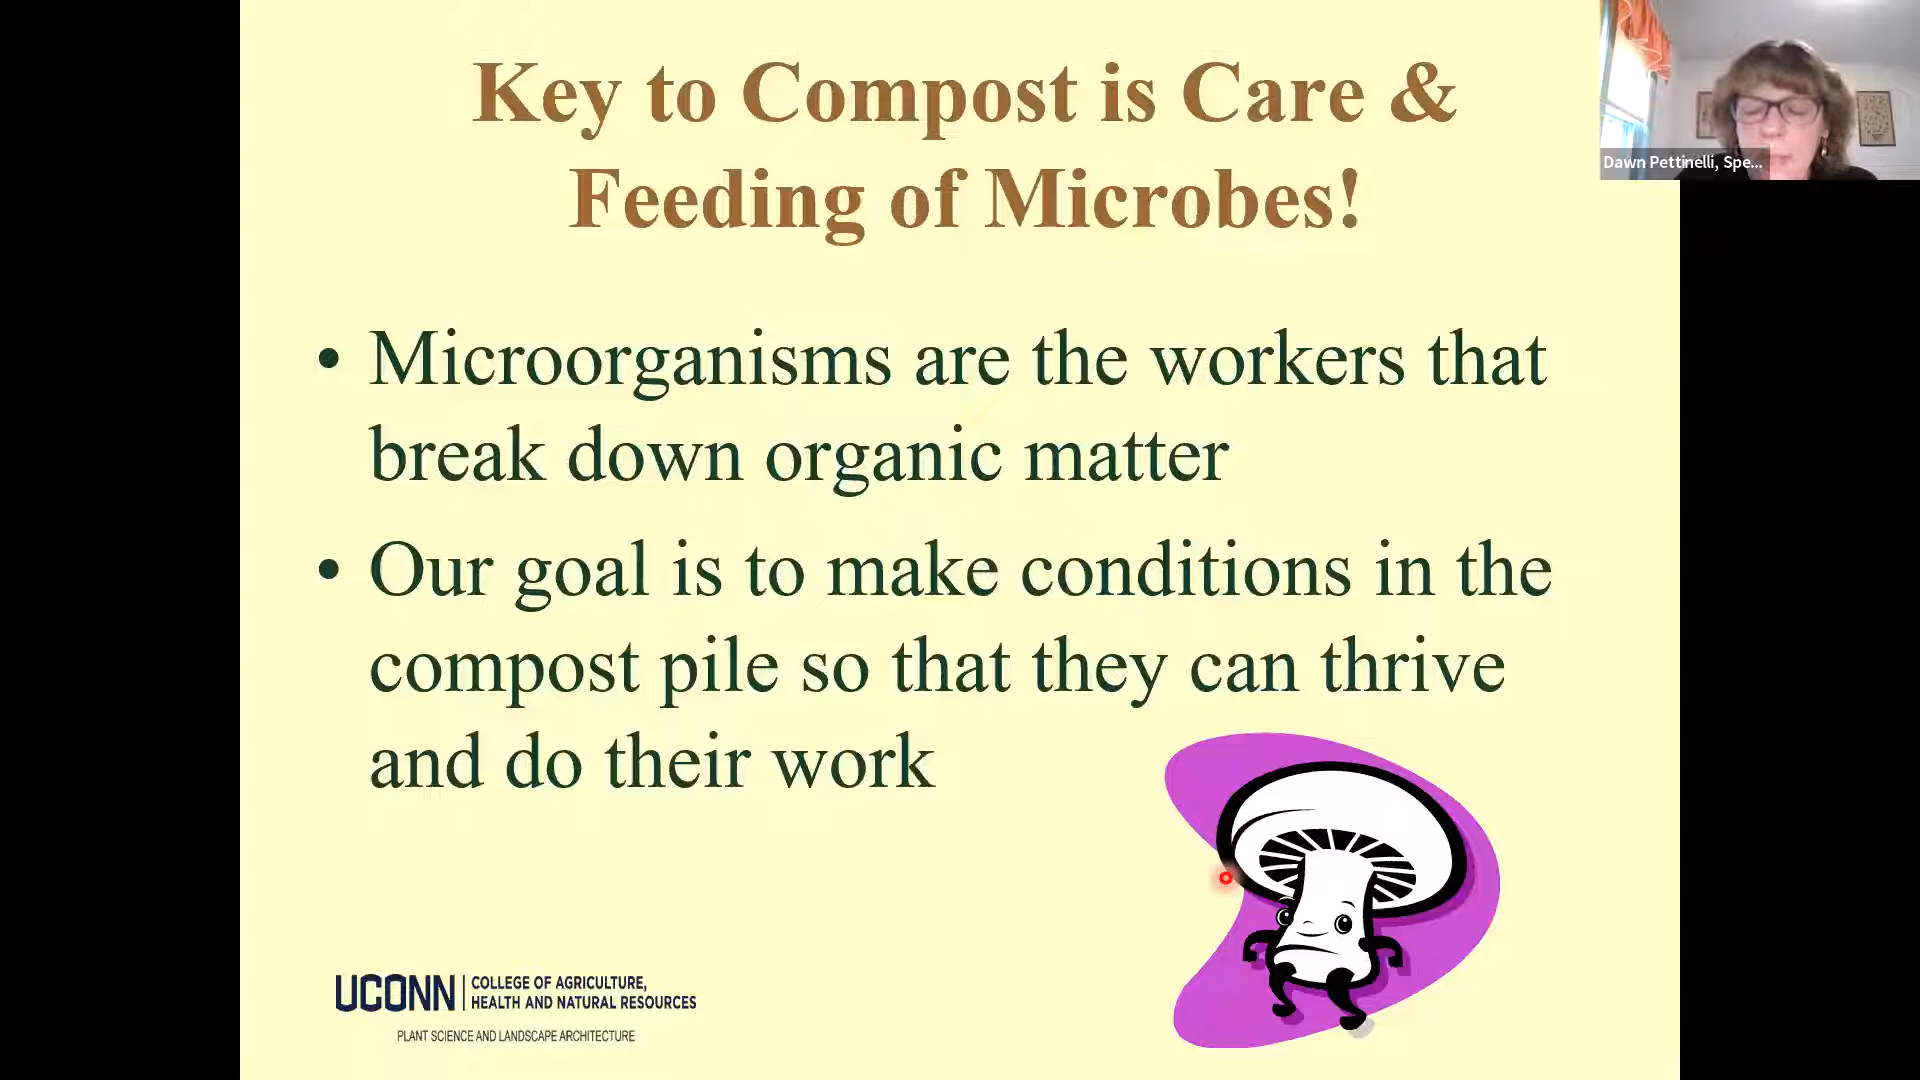 Key to Compost is Care &
Feeding of Microbes!
• Microorganisms are the workers that
break down organic matter
• Our goal is to make conditions in the
compost pile so that they can thrive
and do their work
UCONN
COLLEGE OF AGRICULTURE,
HEALTH AND NATURAL RESOURCES
PLANT SCIENCE AND LANDSCAPE ARCHITECTURE
Dawn Pettinelli, Spe...